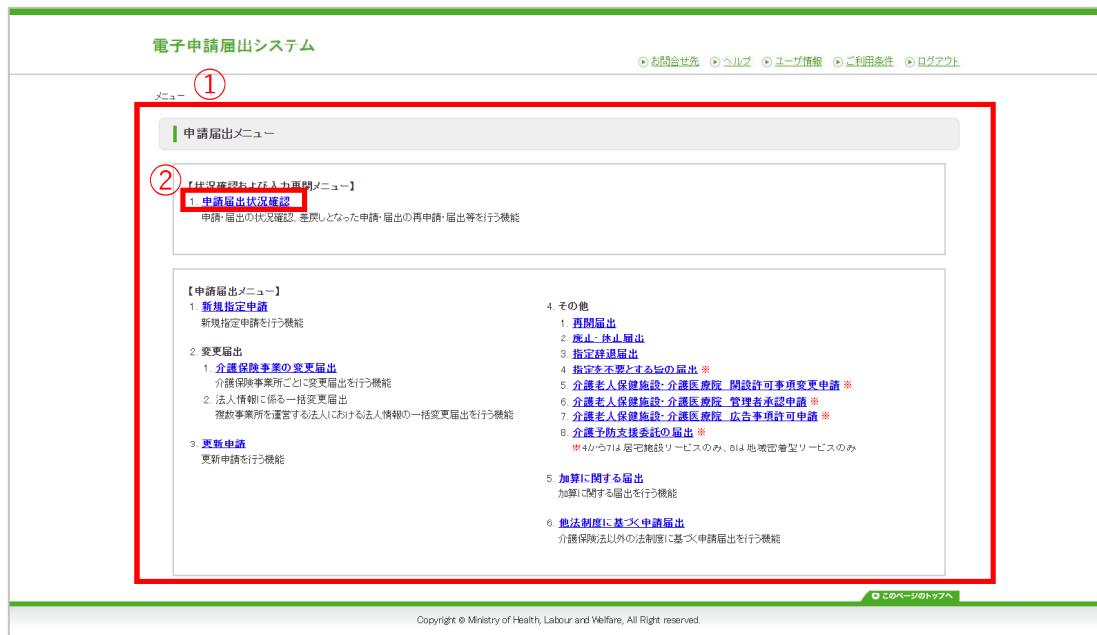 電子申請届出システム
お問合せ先 ヘルプ ユーザ情報 ご利用条件 ログアウト
メニュー
①
申請届出メニュー
②
【状況確認および入力再開メニュー】
1. 申請届出状況確認
申請・届出の状況確認、差戻しとなった申請・届出の再申請・届出等を行う機能
【申請届出メニュー】
1. 新規指定申請
新規指定申請を行う機能
2. 変更届出
1. 介護保険事業の変更届出
介護保険事業所ごとに変更届出を行う機能
2. 法人情報に係る一括変更届出
複数事業所を運営する法人における法人情報の一括変更届出を行う機能
3. 更新申請
更新申請を行う機能
4. その他
1. 再開届出
2. 廃止・休止届出
3. 指定辞退届出
4. 指定を不要とする旨の届出 ※
5. 介護老人保健施設・介護医療院 開設許可事項変更申請 ※
6. 介護老人保健施設・介護医療院 管理者承認申請 ※
7. 介護老人保健施設・介護医療院 広告事項許可申請 ※
8. 介護予防支援委託の届出 ※
※4から7は居宅施設サービスのみ、8は地域密着型サービスのみ
5. 加算に関する届出
加算に関する届出を行う機能
6. 他法制度に基づく申請届出
介護保険法以外の法制度に基づく申請届出を行う機能
このページのトップへ
Copyright © Ministry of Health, Labour and Welfare, All Right reserved.